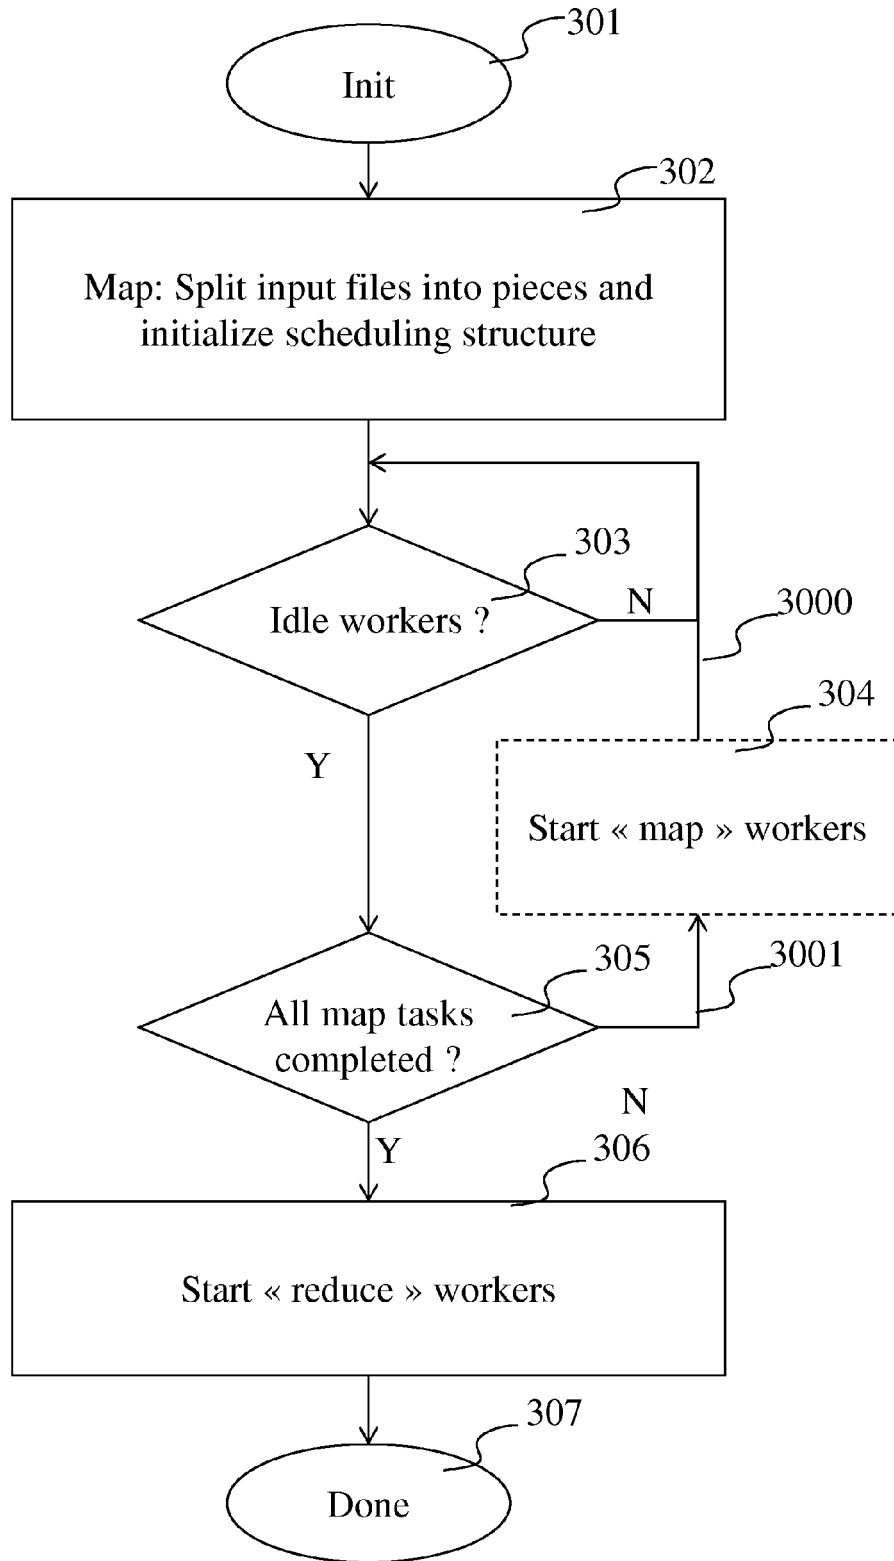 301
Init
302
Map: Split input files into pieces and
initialize scheduling structure
303
Idle workers ?
N
3000
304
Y
Start « map » workers
305
3001
All map tasks
completed ?
N
Y
306
Start « reduce » workers
307
Done